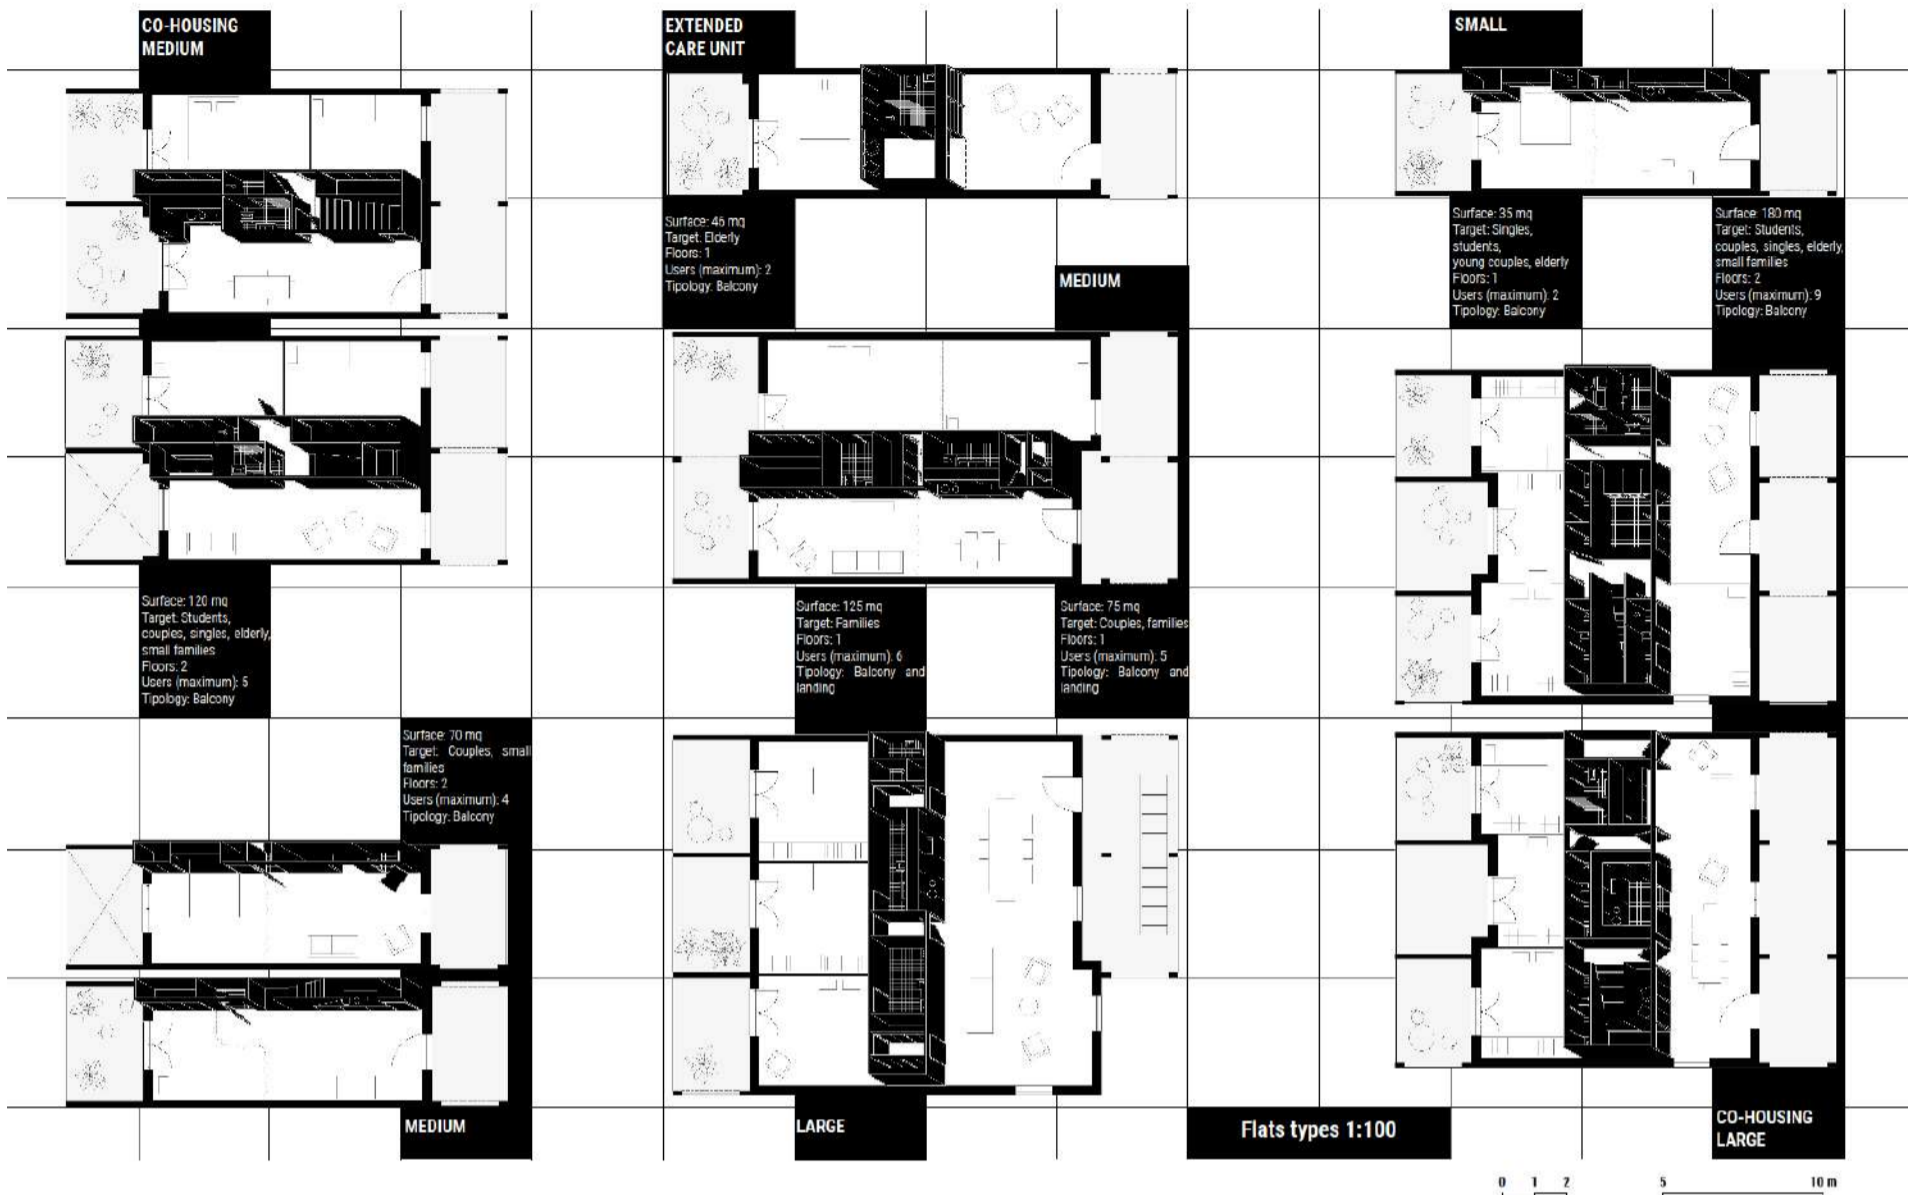 CO-HOUSING
MEDIUM
EXTENDED
CARE UNIT
SMALL
Surface: 46 mq
Target: Elderly
Floors: 1
Users (maximum): 2
Tipology: Balcony
MEDIUM
Surface: 35 mq
Target: Singles,
students,
young couples, elderly
Floors: 1
Users (maximum): 2
Tipology: Balcony
Surface: 180 mq
Target: Students,
couples, singles, elderly,
small families
Floors: 2
Users (maximum): 9
Tipology: Balcony
Surface: 120 mq
Target: Students,
couples, singles, elderly,
small families
Floors: 2
Users (maximum): 5
Tipology: Balcony
Surface: 125 mq
Target: Families
Floors: 1
Users (maximum): 6
Tipology: Balcony and
landing
Surface: 75 mq
Target: Couples, families
Floors: 1
Users (maximum): 5
Tipology: Balcony and
landing
Surface: 70 mq
Target: Couples, small
families
Floors: 2
Users (maximum): 4
Tipology: Balcony
MEDIUM
LARGE
Flats types 1:100
CO-HOUSING
LARGE
0 1 2 5 10 m